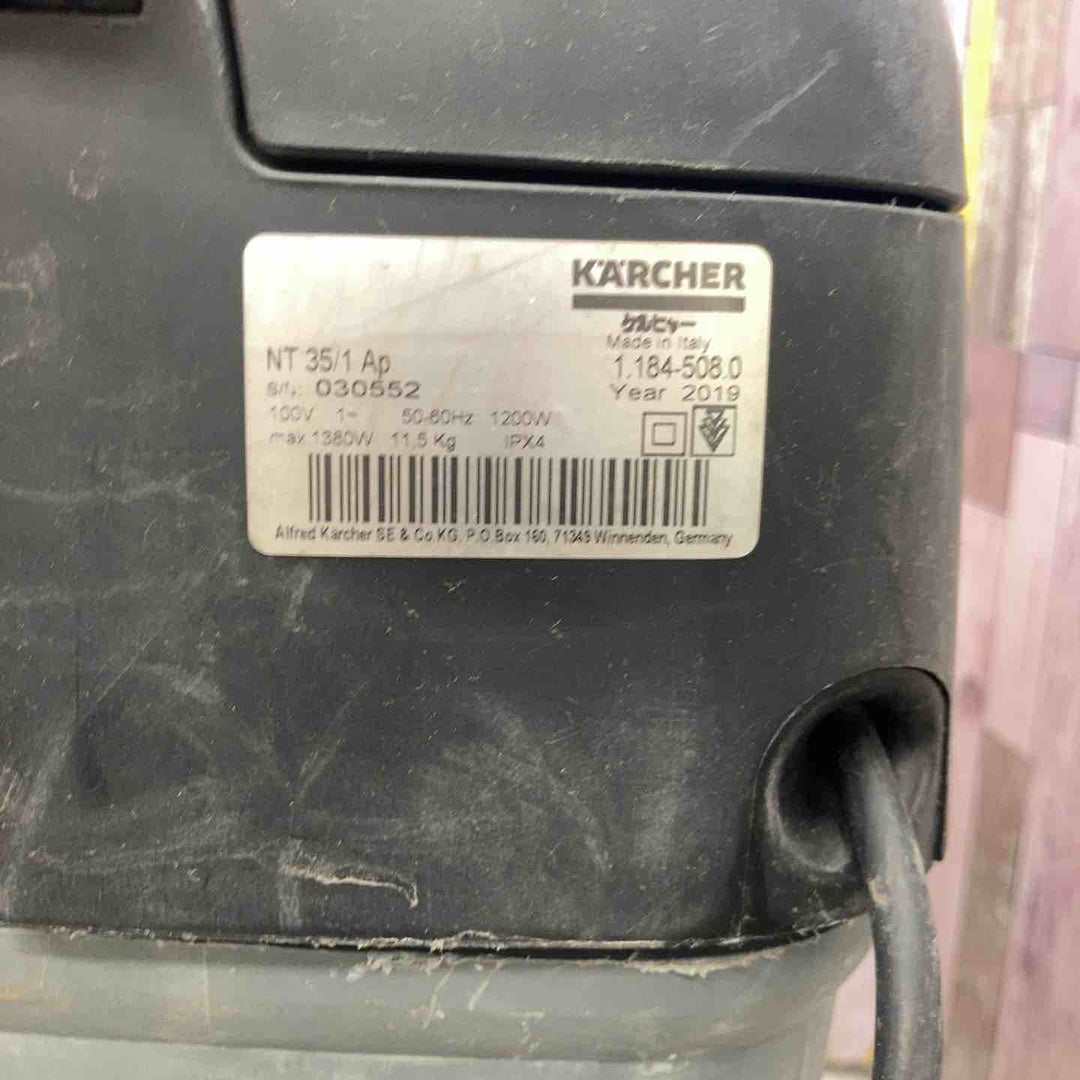 KÄRCHER
ケルヒャー
Made in Italy
NT 35/1 Ap
1.184-508.0
S/N: 030552
Year 2019
100V 1~ 50-60Hz 1200W
max 1380W 11,5 Kg IPX4
Alfred Kärcher SE & Co.KG, P.O.Box 160, 71349 Winnenden, Germany